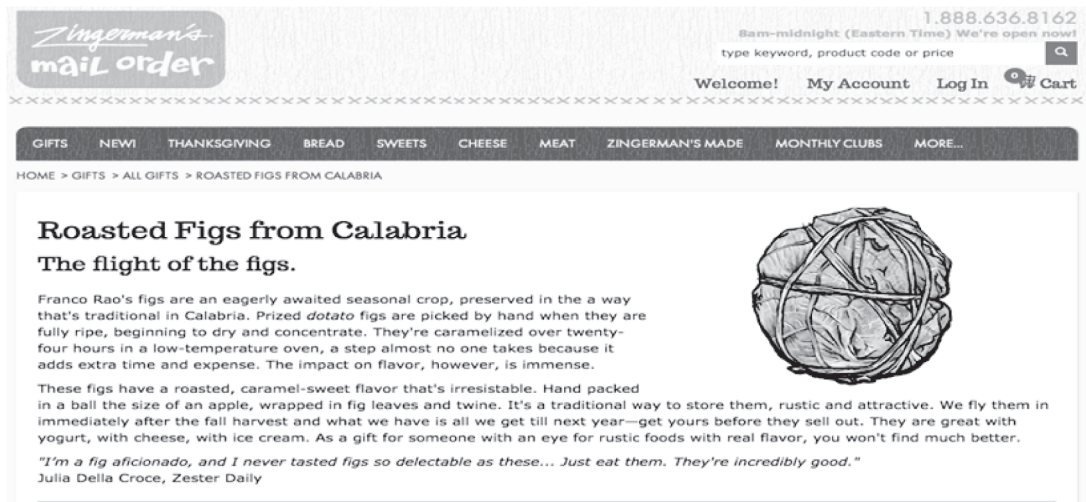 Zingerman's
mail order
1.888.636.8162
8am-midnight (Eastern Time) We're open now!
type keyword, product code or price
Welcome! My Account Log In 0 Cart
GIFTS NEW! THANKSGIVING BREAD SWEETS CHEESE MEAT ZINGERMAN'S MADE MONTHLY CLUBS MORE...
HOME > GIFTS > ALL GIFTS > ROASTED FIGS FROM CALABRIA
Roasted Figs from Calabria
The flight of the figs.
Franco Rao's figs are an eagerly awaited seasonal crop, preserved in the a way
that's traditional in Calabria. Prized dotato figs are picked by hand when they are
fully ripe, beginning to dry and concentrate. They're caramelized over twenty-
four hours in a low-temperature oven, a step almost no one takes because it
adds extra time and expense. The impact on flavor, however, is immense.
These figs have a roasted, caramel-sweet flavor that's irresistable. Hand packed
in a ball the size of an apple, wrapped in fig leaves and twine. It's a traditional way to store them, rustic and attractive. We fly them in
immediately after the fall harvest and what we have is all we get till next year—get yours before they sell out. They are great with
yogurt, with cheese, with ice cream. As a gift for someone with an eye for rustic foods with real flavor, you won't find much better.
"I'm a fig aficionado, and I never tasted figs so delectable as these... Just eat them. They're incredibly good."
Julia Della Croce, Zester Daily